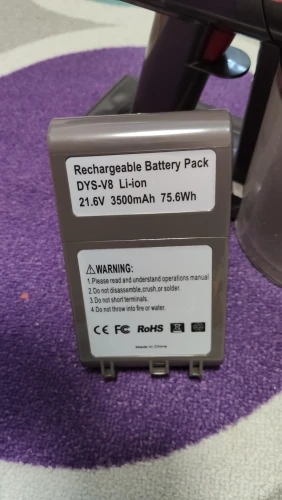 Rechargeable Battery Pack
DYS-V8 Li-ion
21.6V 3500mAh 75.6Wh
⚠WARNING:
1.Please read and understand operations manual
2.Do not disassemble,crush,or solder.
3.Do not short terminals.
4.Do not throw into fire or water.
CE FC RoHS
Made in China